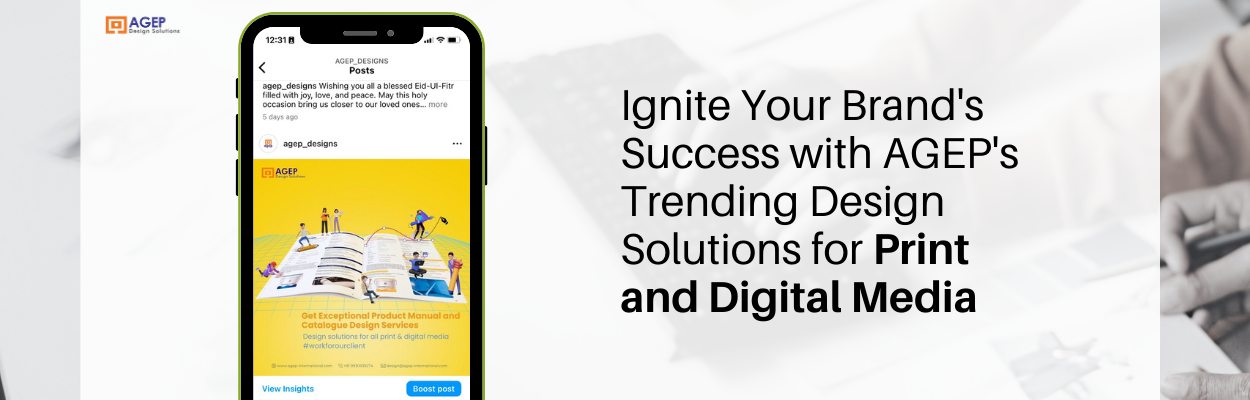 AGEP
Design Solutions
12:31
AGEP_DESIGNS
Posts
agep_designs Wishing you all a blessed Eid-Ul-Fitr
filled with joy, love, and peace. May this holy
occasion bring us closer to our loved ones... more
5 days ago
agep_designs
AGEP
Design Solutions
Get Exceptional Product Manual and
Catalogue Design Services
Design solutions for all print & digital media
#workforourclient
View Insights
Boost post
Ignite Your Brand's
Success with AGEP's
Trending Design
Solutions for Print
and Digital Media